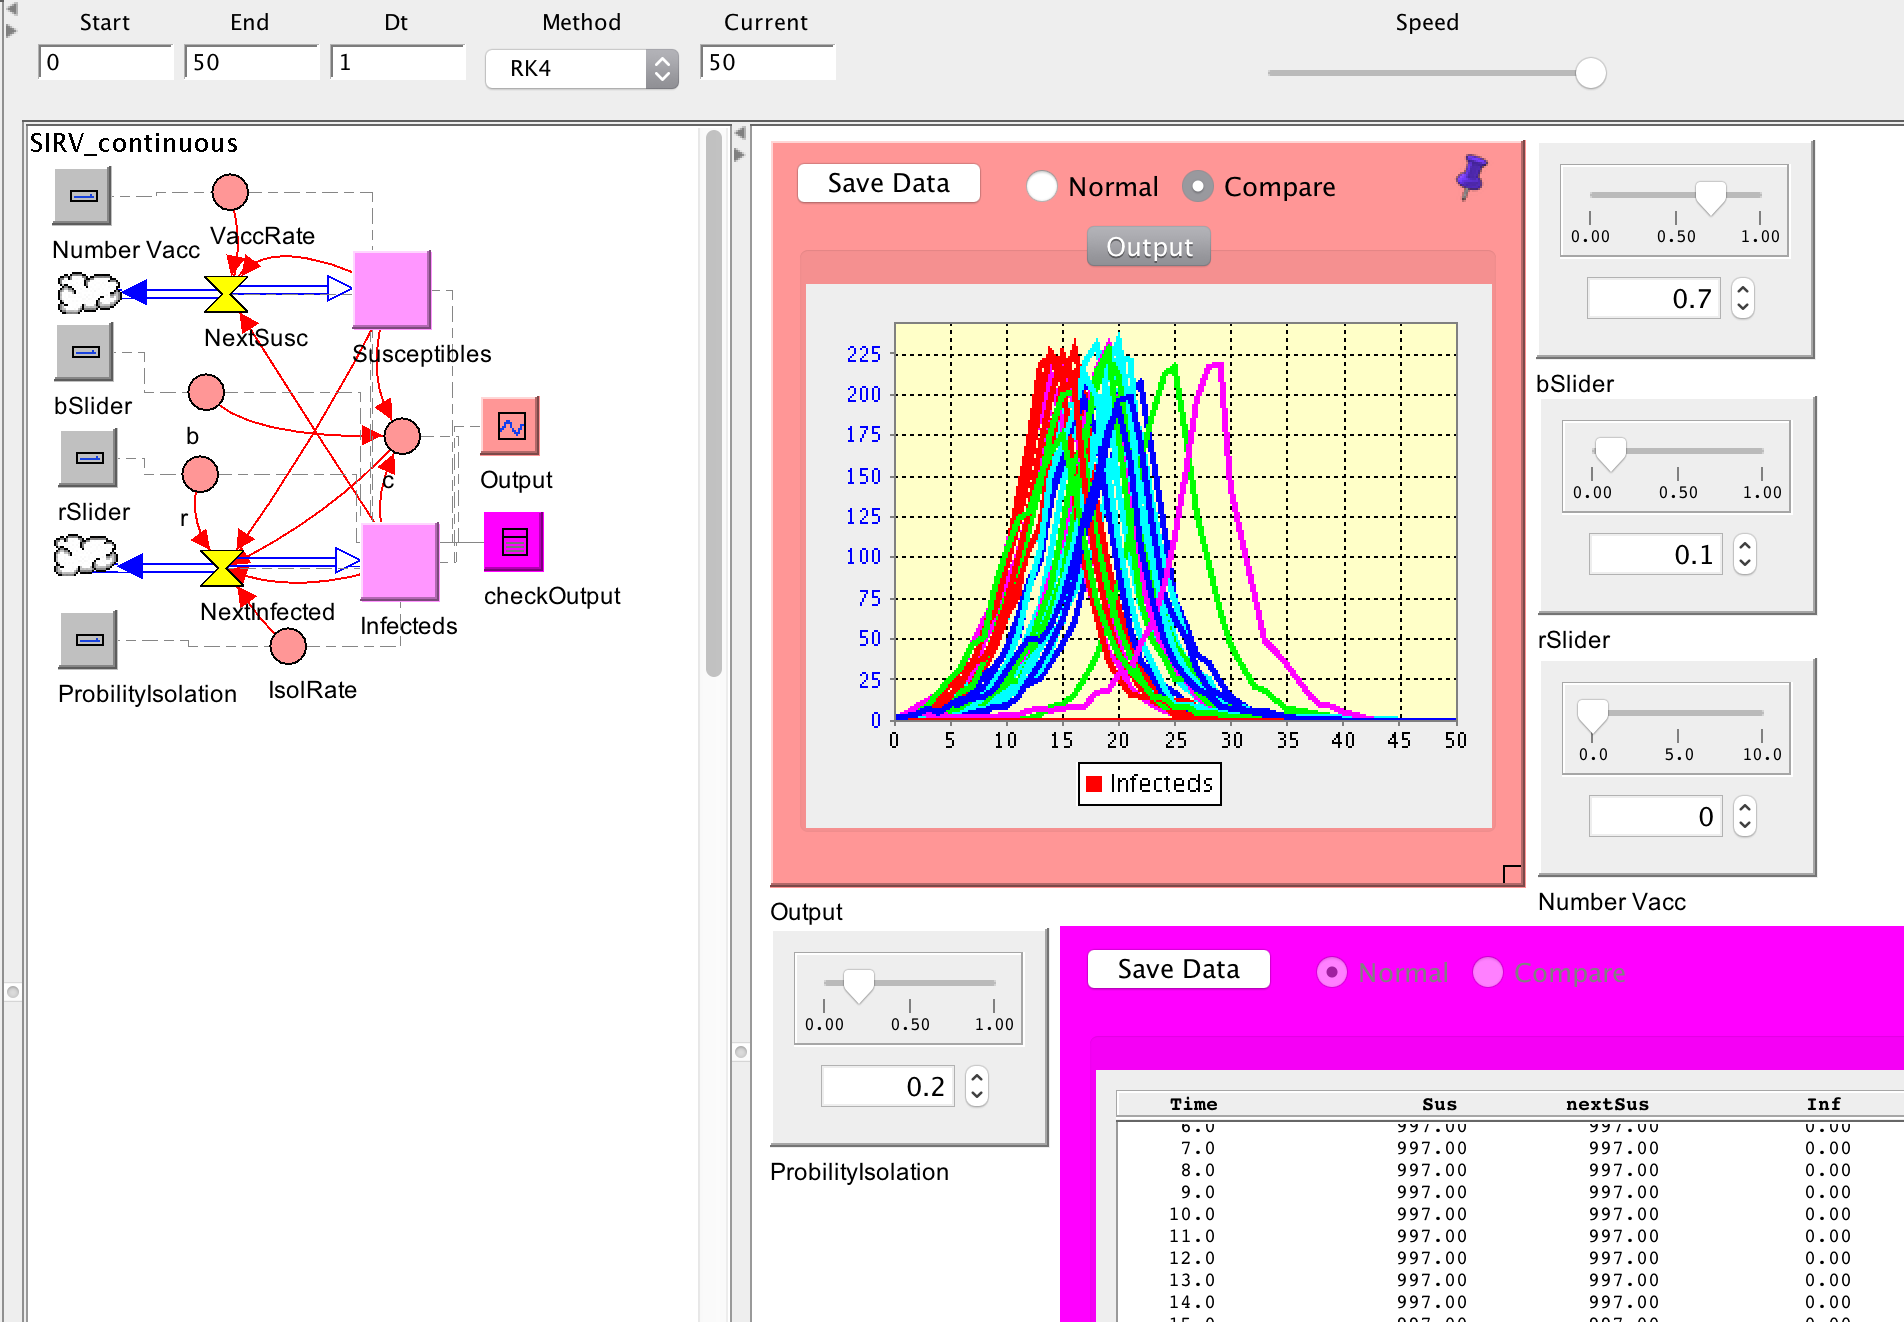 Start End Dt Method Current Speed
0 50 1 RK4 50
SIRV_continuous
Number Vacc
VaccRate
NextSusc
Susceptibles
bSlider
b
c
rSlider
r
Output
checkOutput
NextInfected
Infecteds
ProbilityIsolation
IsolRate
Save Data Normal Compare
Output
225
200
175
150
125
100
75
50
25
0
0 5 10 15 20 25 30 35 40 45 50
Infecteds
Output
0.00 0.50 1.00
0.7
bSlider
0.00 0.50 1.00
0.1
rSlider
0.0 5.0 10.0
0
Number Vacc
0.00 0.50 1.00
0.2
ProbilityIsolation
Save Data Normal Compare
Time Sus nextSus Inf
6.0 997.00 997.00 0.00
7.0 997.00 997.00 0.00
8.0 997.00 997.00 0.00
9.0 997.00 997.00 0.00
10.0 997.00 997.00 0.00
11.0 997.00 997.00 0.00
12.0 997.00 997.00 0.00
13.0 997.00 997.00 0.00
14.0 997.00 997.00 0.00